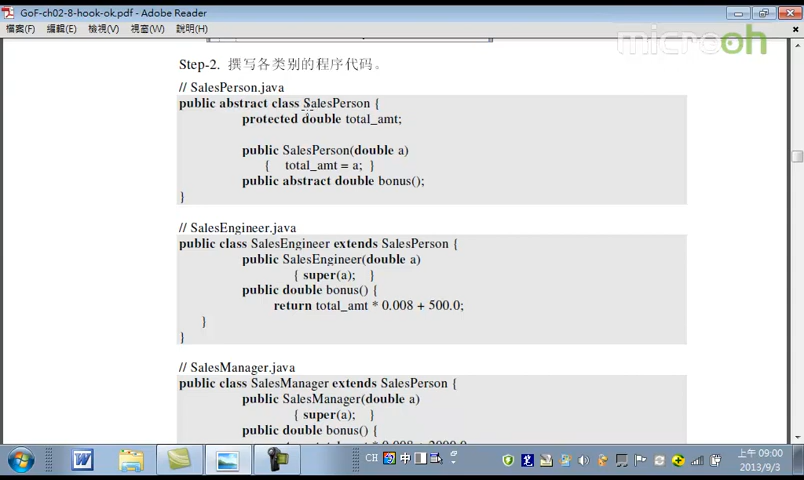 GoF-ch02-8-hook-ok.pdf - Adobe Reader
檔案(F) 編輯(E) 檢視(V) 視窗(W) 說明(H)
microoh
Step-2. 撰写各类别的程序代码。
// SalesPerson.java
public abstract class SalesPerson {
protected double total_amt;
public SalesPerson(double a)
{ total_amt = a; }
public abstract double bonus();
}
// SalesEngineer.java
public class SalesEngineer extends SalesPerson {
public SalesEngineer(double a)
{ super(a); }
public double bonus() {
return total_amt * 0.008 + 500.0;
}
}
// SalesManager.java
public class SalesManager extends SalesPerson {
public SalesManager(double a)
{ super(a); }
public double bonus() {
CH 中
上午 09:00
2013/9/3